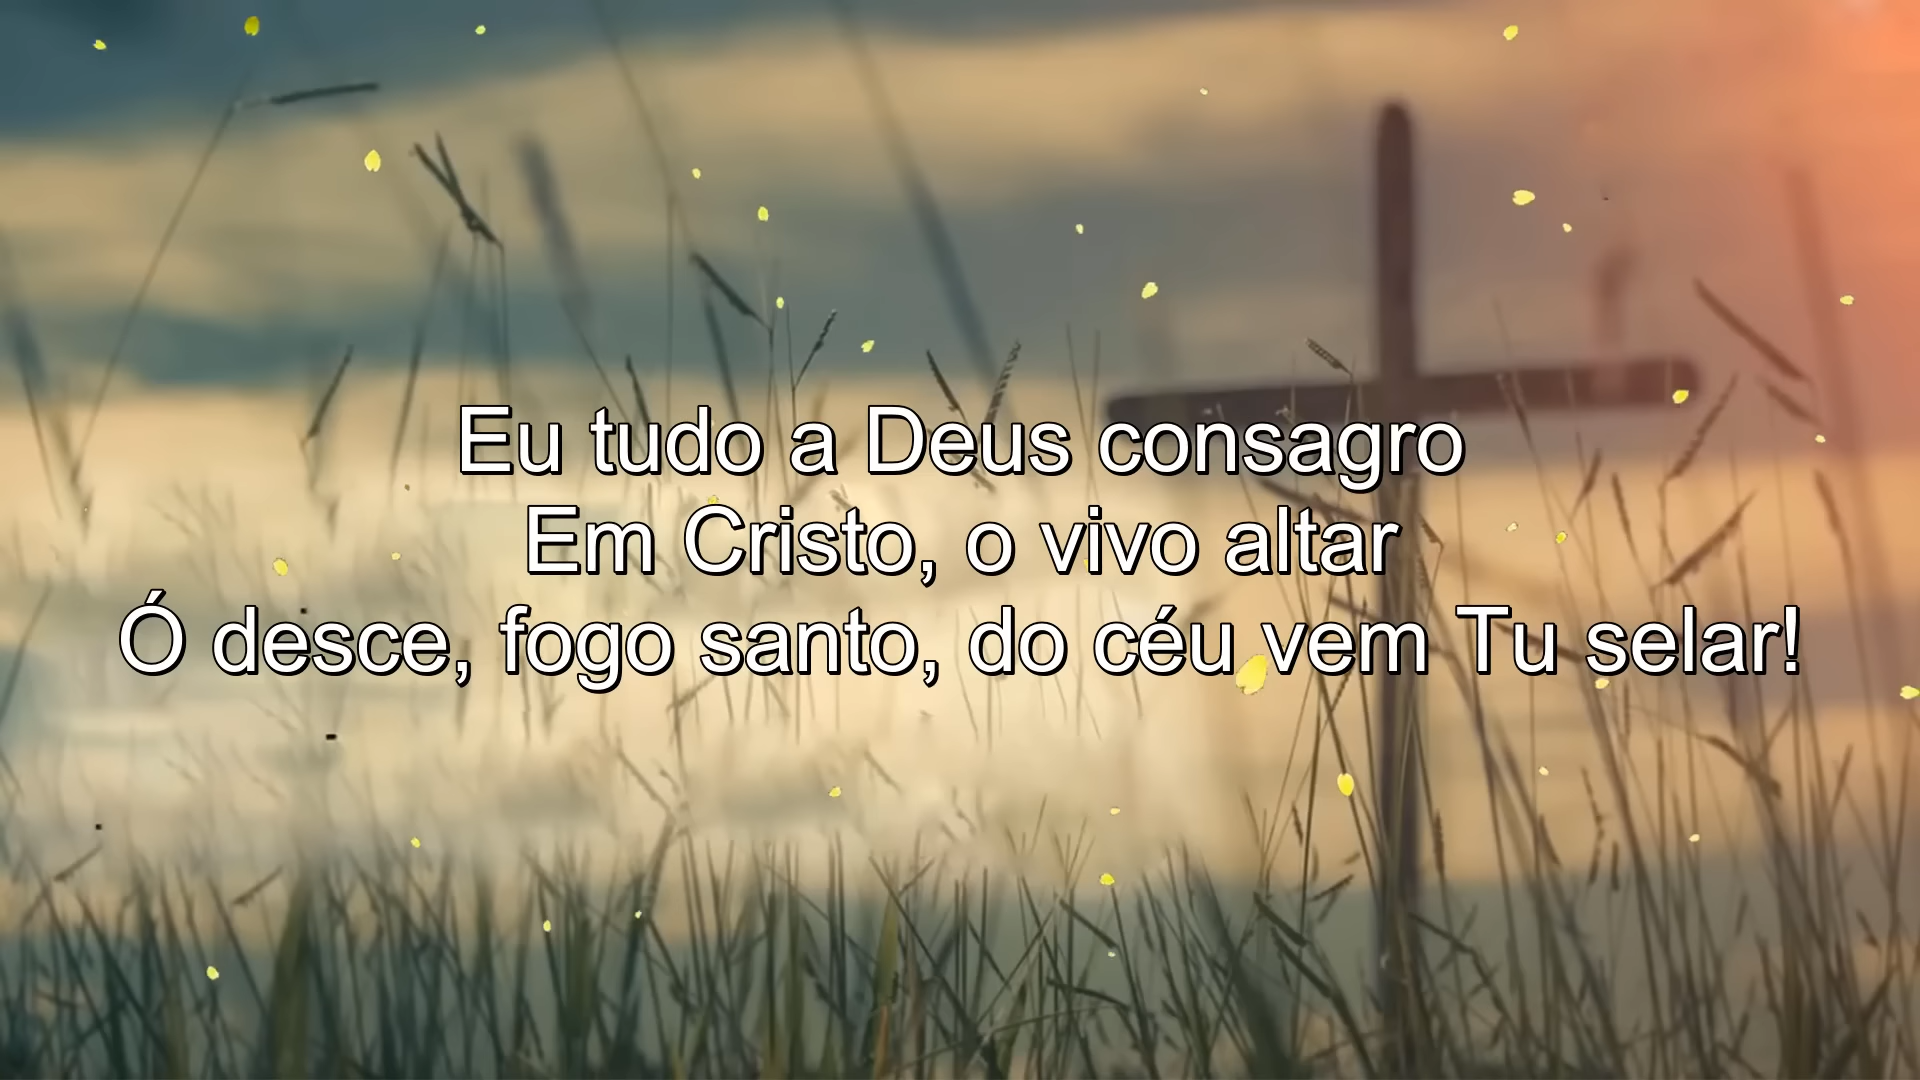 Eu tudo a Deus consagro
Em Cristo, o vivo altar
Ó desce, fogo santo, do céu vem Tu selar!